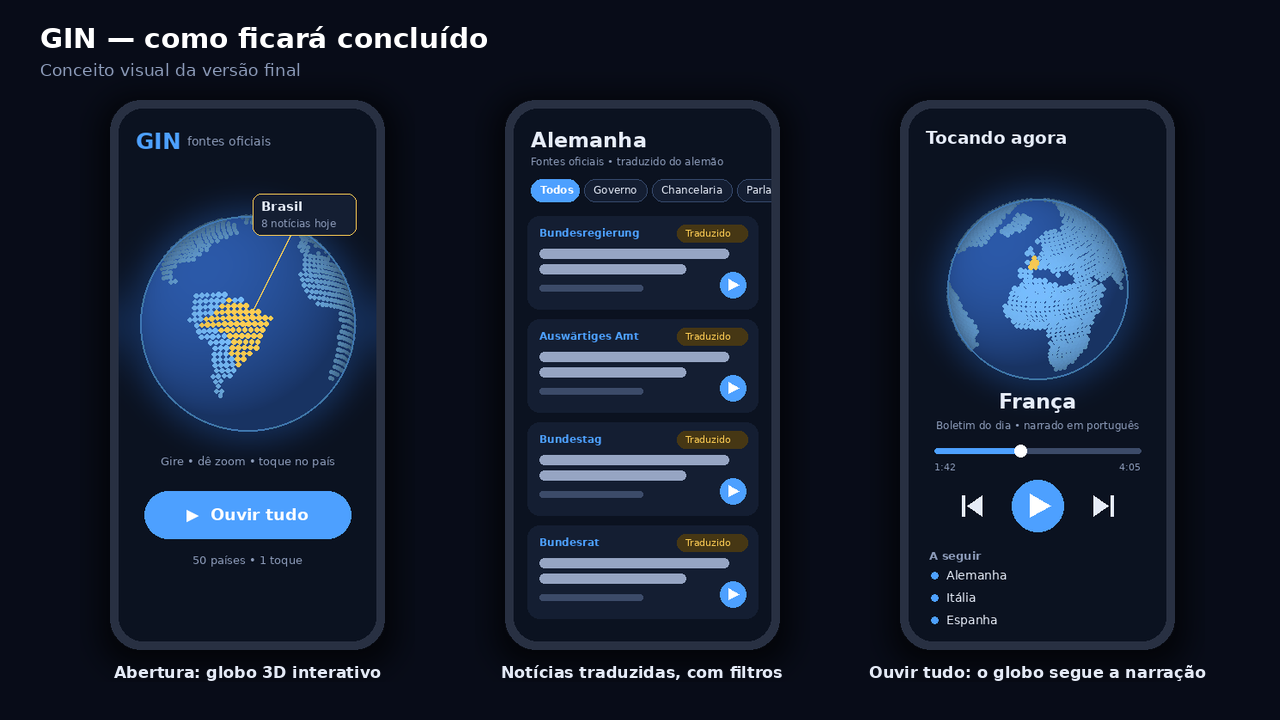 GIN — como ficará concluído
Conceito visual da versão final
GIN fontes oficiais
Brasil
8 notícias hoje
Gire • dê zoom • toque no país
▶ Ouvir tudo
50 países • 1 toque
Abertura: globo 3D interativo
Alemanha
Fontes oficiais • traduzido do alemão
Todos Governo Chancelaria Parla
Bundesregierung Traduzido
Auswärtiges Amt Traduzido
Bundestag Traduzido
Bundesrat Traduzido
Notícias traduzidas, com filtros
Tocando agora
França
Boletim do dia • narrado em português
1:42 4:05
A seguir
Alemanha
Itália
Espanha
Ouvir tudo: o globo segue a narração